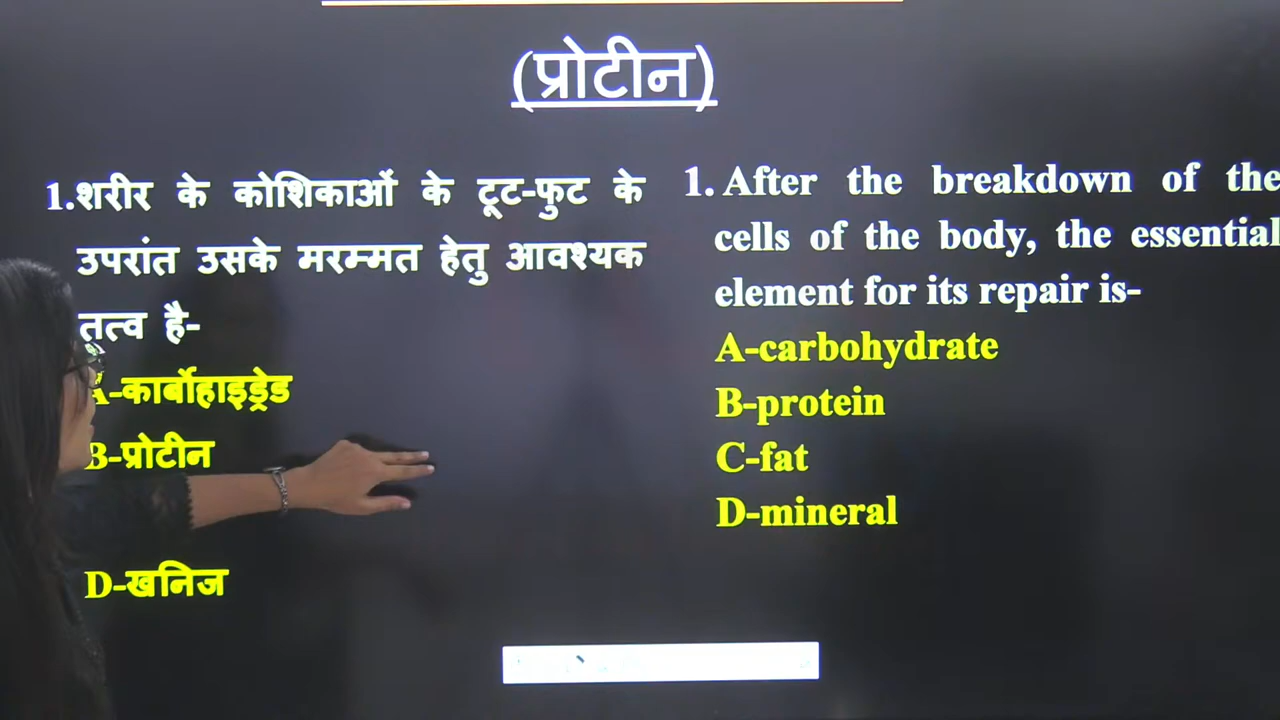 (प्रोटीन)
1.शरीर के कोशिकाओं के टूट-फुट के
उपरांत उसके मरम्मत हेतु आवश्यक
तत्व है-
A-कार्बोहाइड्रेड
B-प्रोटीन
D-खनिज
1. After the breakdown of the
cells of the body, the essential
element for its repair is-
A-carbohydrate
B-protein
C-fat
D-mineral